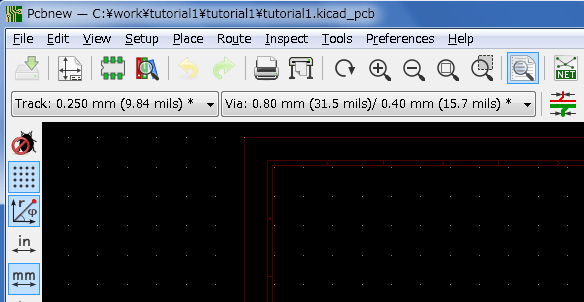 Pcbnew — C:¥work¥tutorial1¥tutorial1¥tutorial1.kicad_pcb
File Edit View Setup Place Route Inspect Tools Preferences Help
NET
Track: 0.250 mm (9.84 mils) * Via: 0.80 mm (31.5 mils)/ 0.40 mm (15.7 mils) *
r φ
in
mm